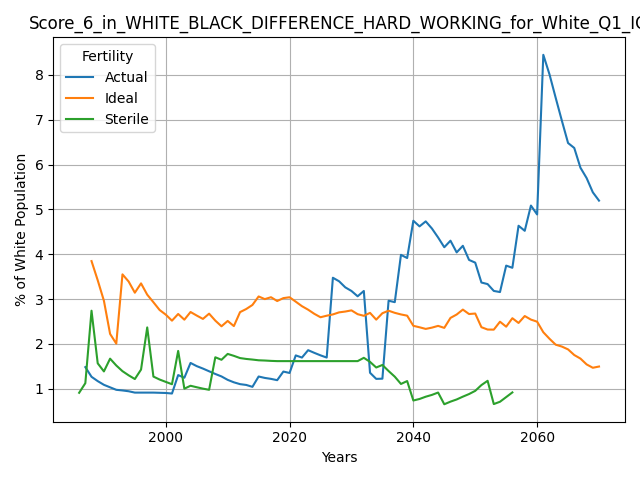 Score_6_in_WHITE_BLACK_DIFFERENCE_HARD_WORKING_for_White_Q1_IQ
Fertility
Actual
Ideal
Sterile
% of White Population
8
7
6
5
4
3
2
1
2000
2020
2040
2060
Years